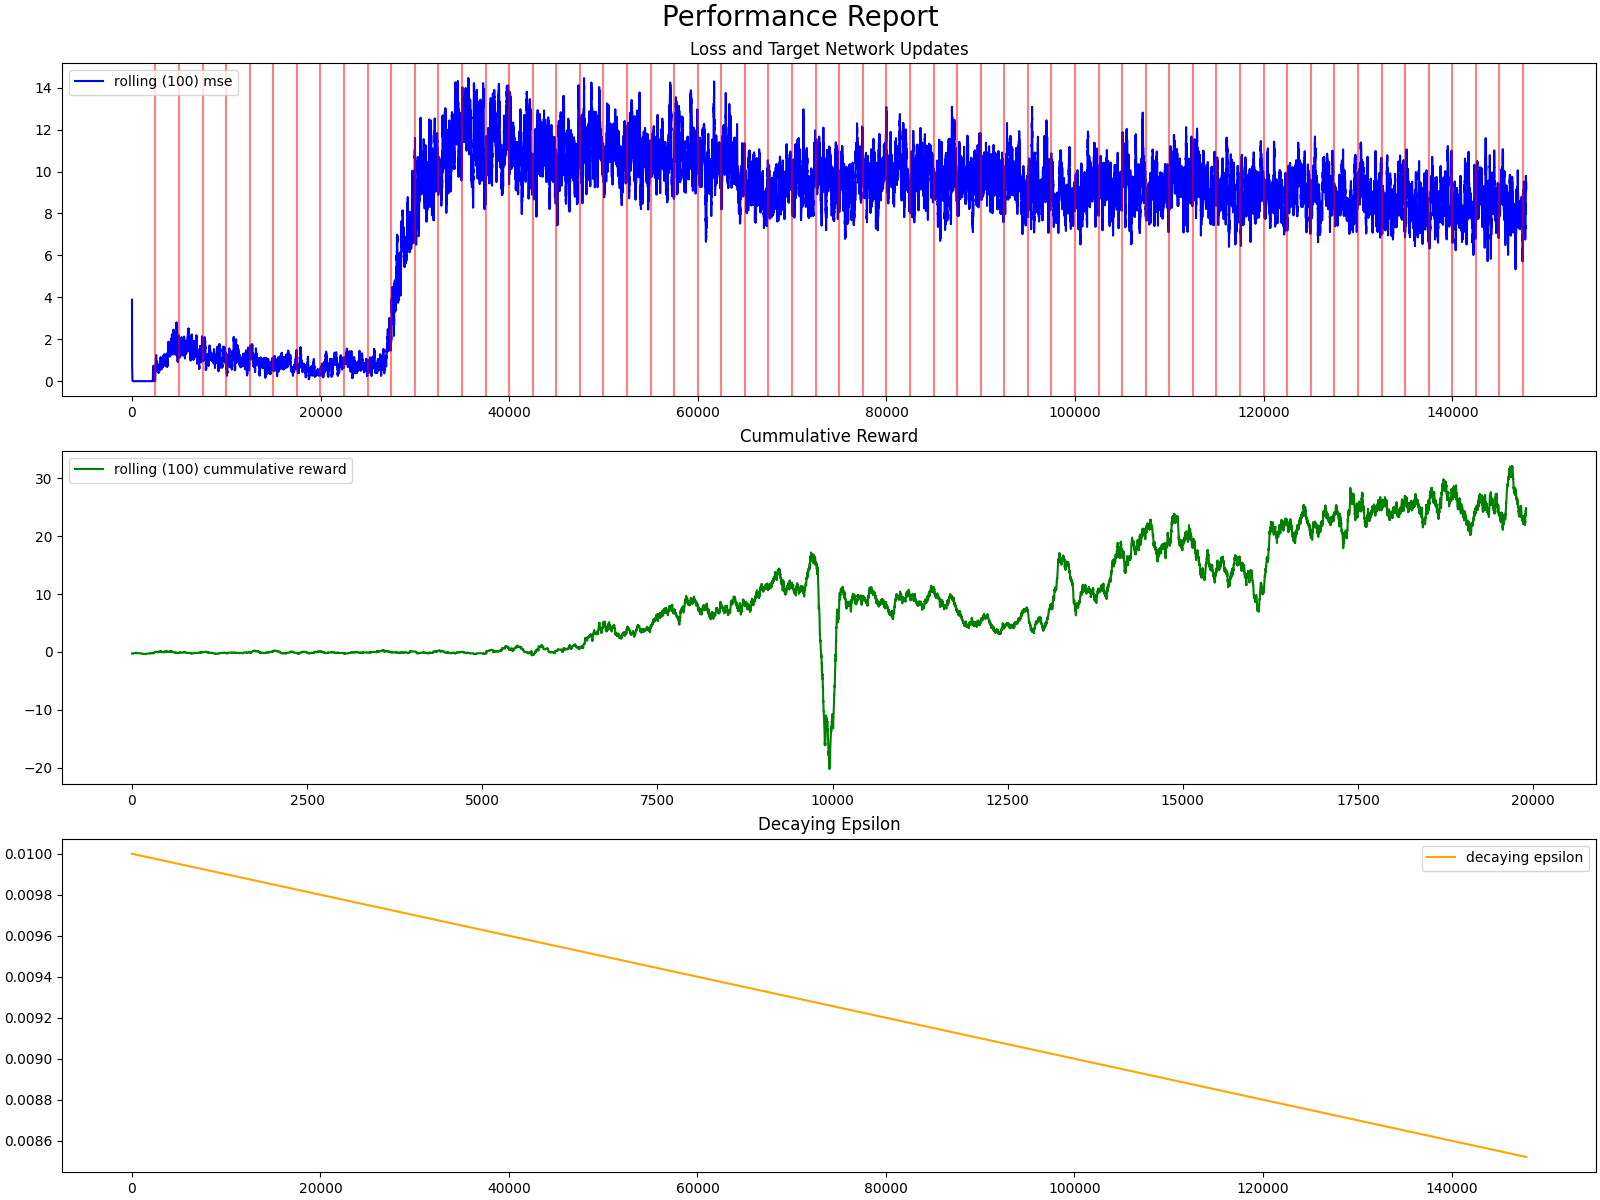 Performance Report
Loss and Target Network Updates
rolling (100) mse
14
12
10
8
6
4
2
0
0 20000 40000 60000 80000 100000 120000 140000
Cummulative Reward
rolling (100) cummulative reward
30
20
10
0
−10
−20
0 2500 5000 7500 10000 12500 15000 17500 20000
Decaying Epsilon
decaying epsilon
0.0100
0.0098
0.0096
0.0094
0.0092
0.0090
0.0088
0.0086
0 20000 40000 60000 80000 100000 120000 140000